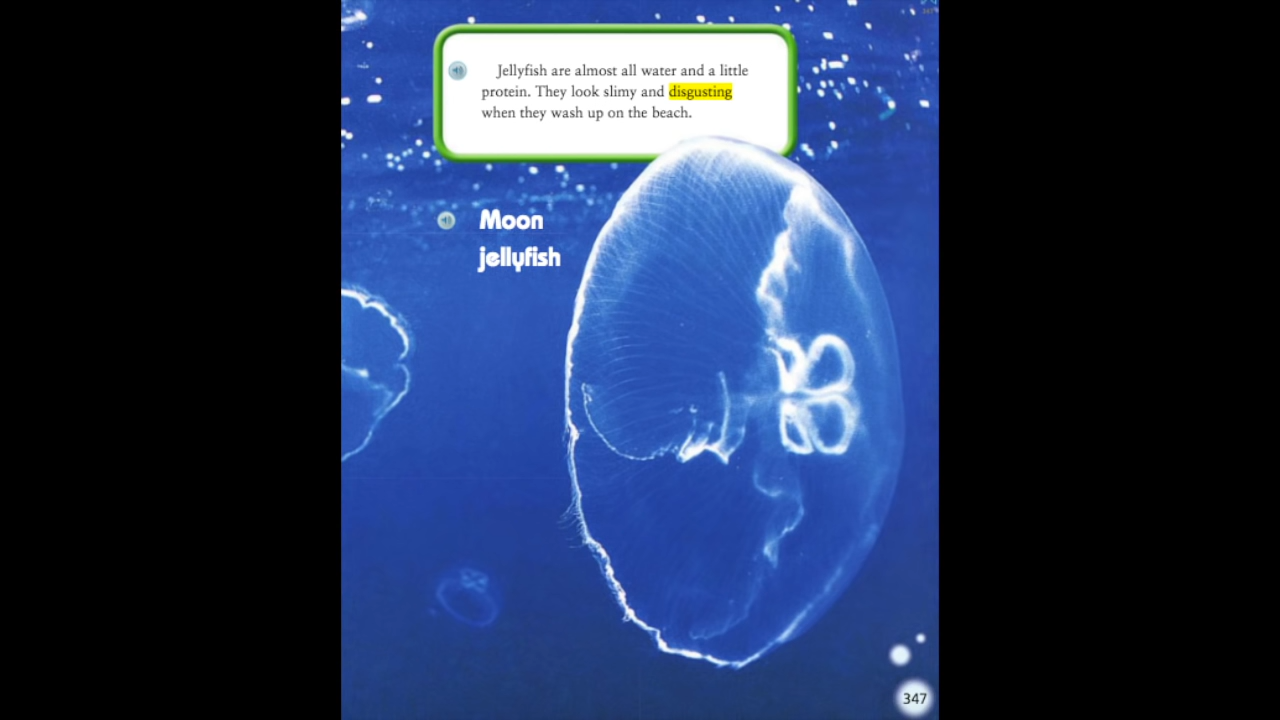 Jellyfish are almost all water and a little
protein. They look slimy and disgusting
when they wash up on the beach.
Moon
jellyfish
347